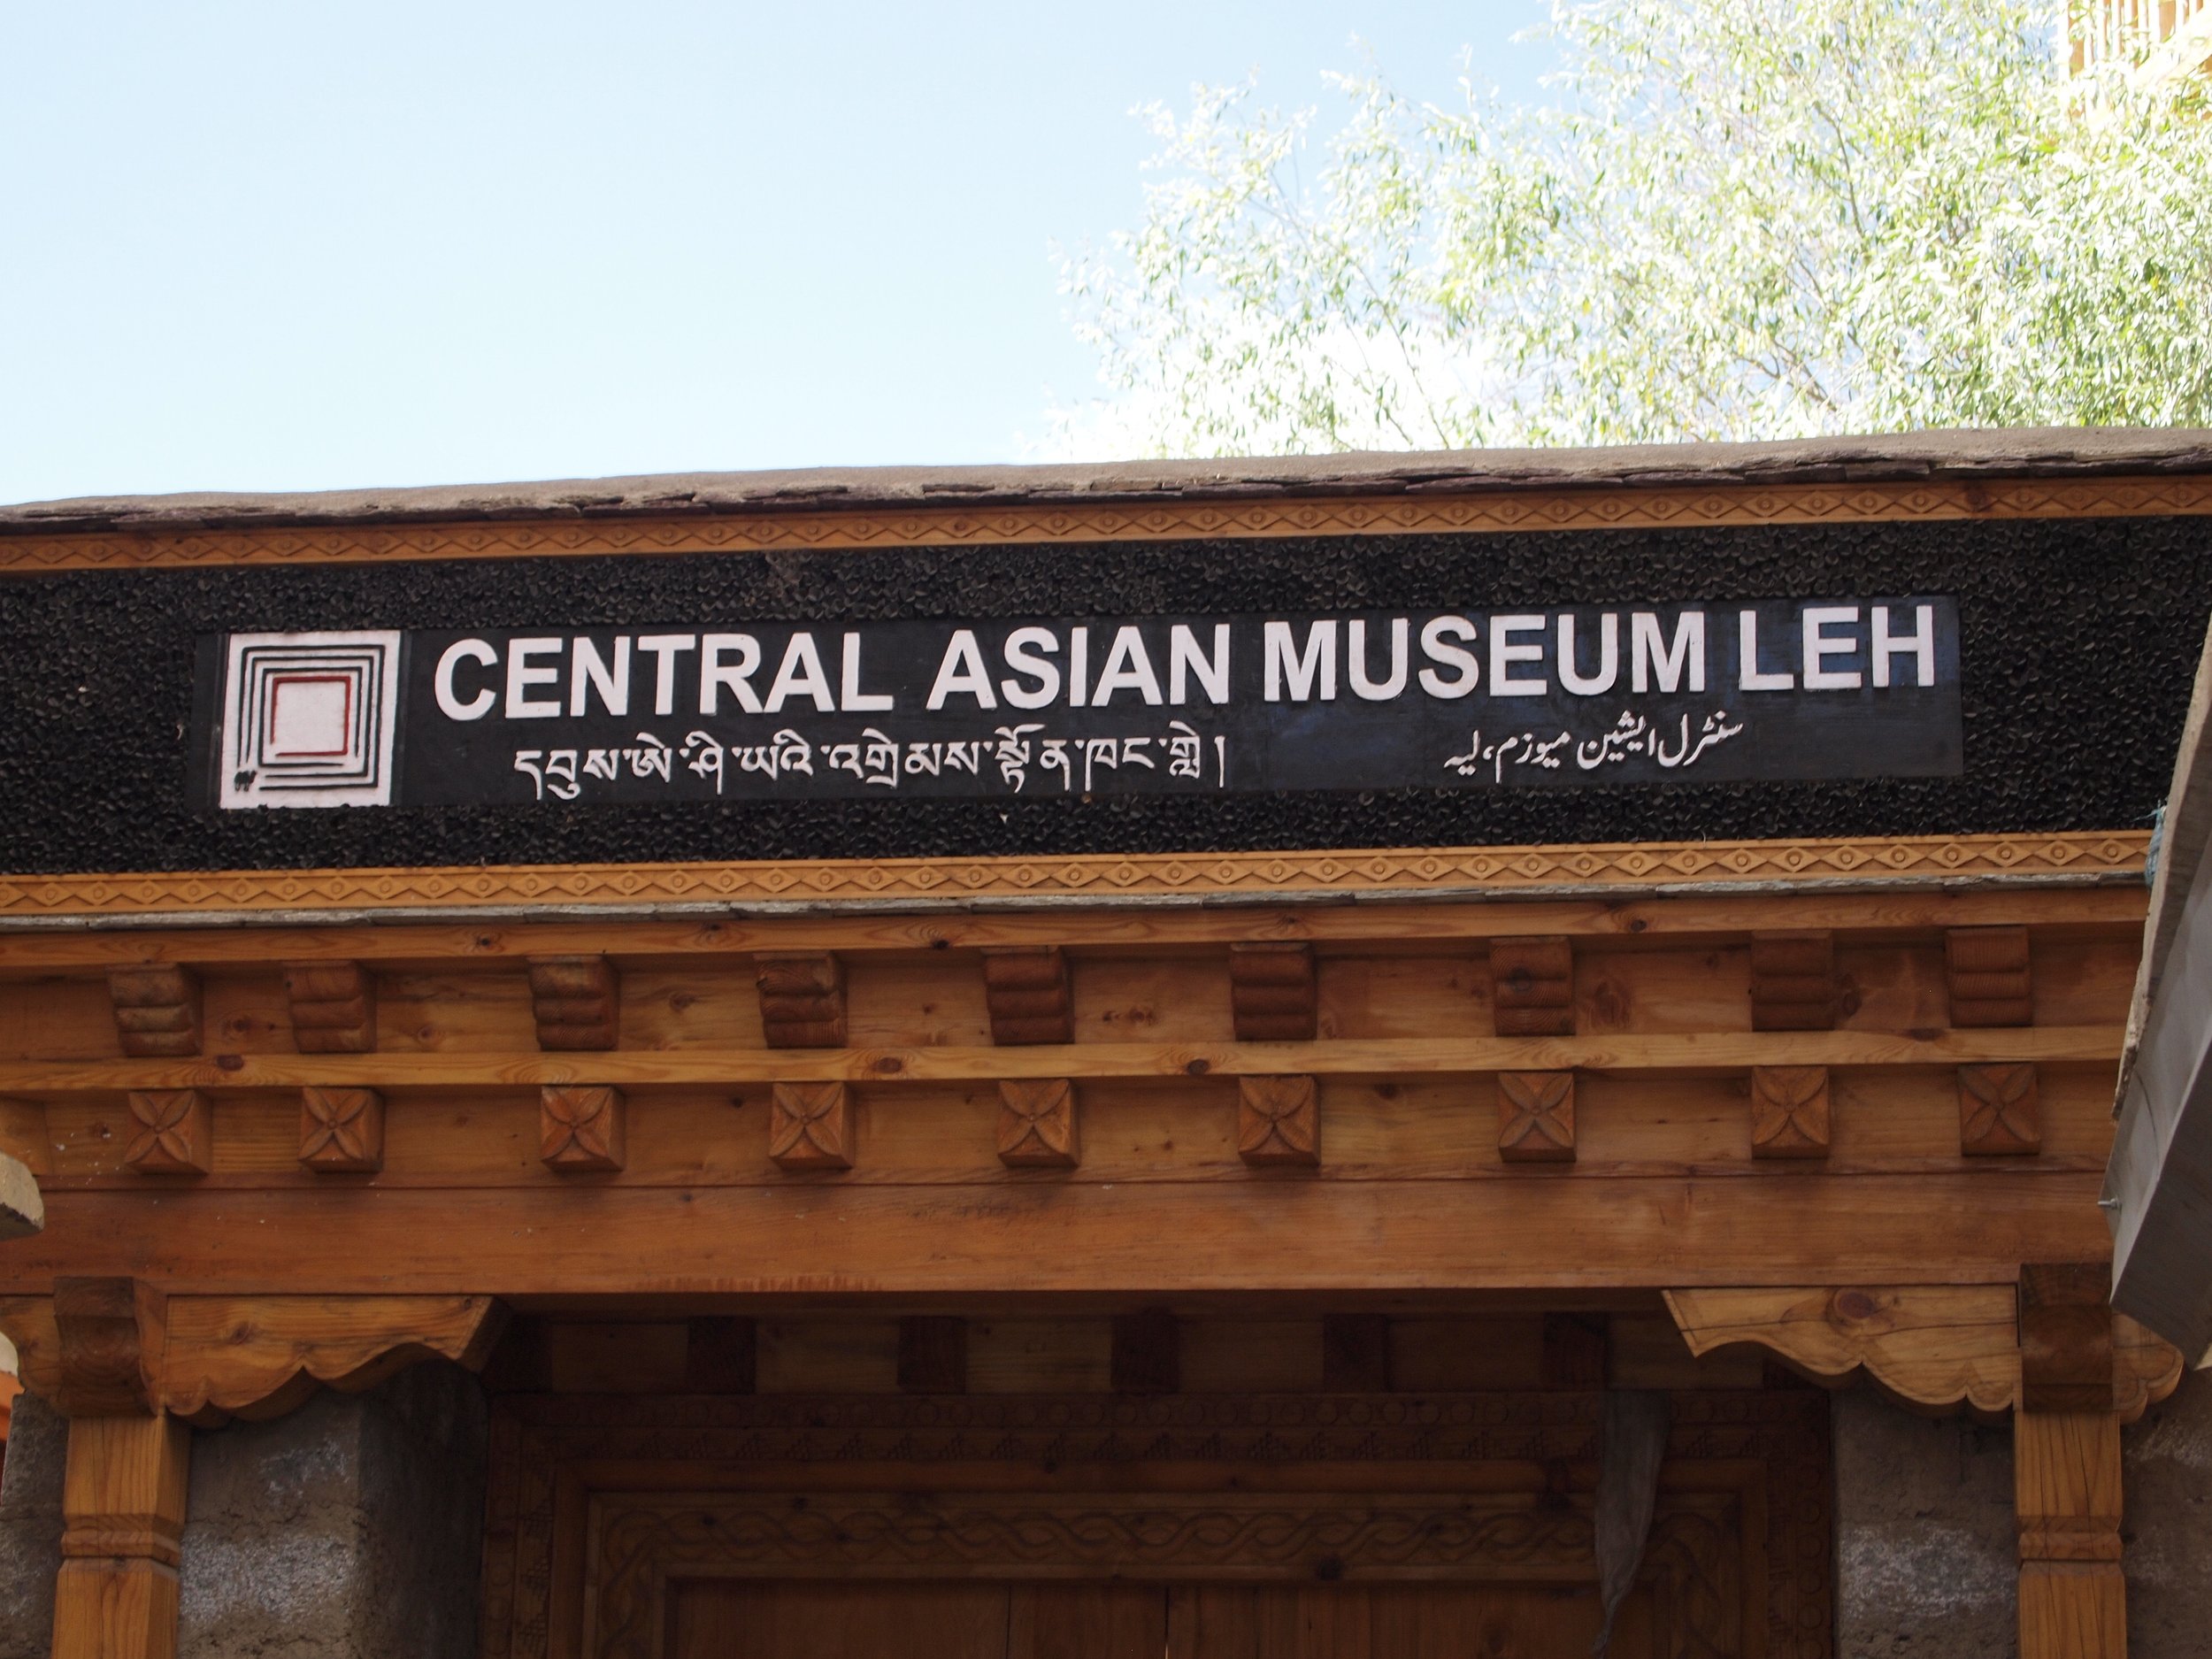 CENTRAL ASIAN MUSEUM LEH
དབུས་ཨེ་ཤི་ཡའི་འགྲེམས་སྟོན་ཁང་གླེ།
سنٹرل ایشین میوزم، لیہ